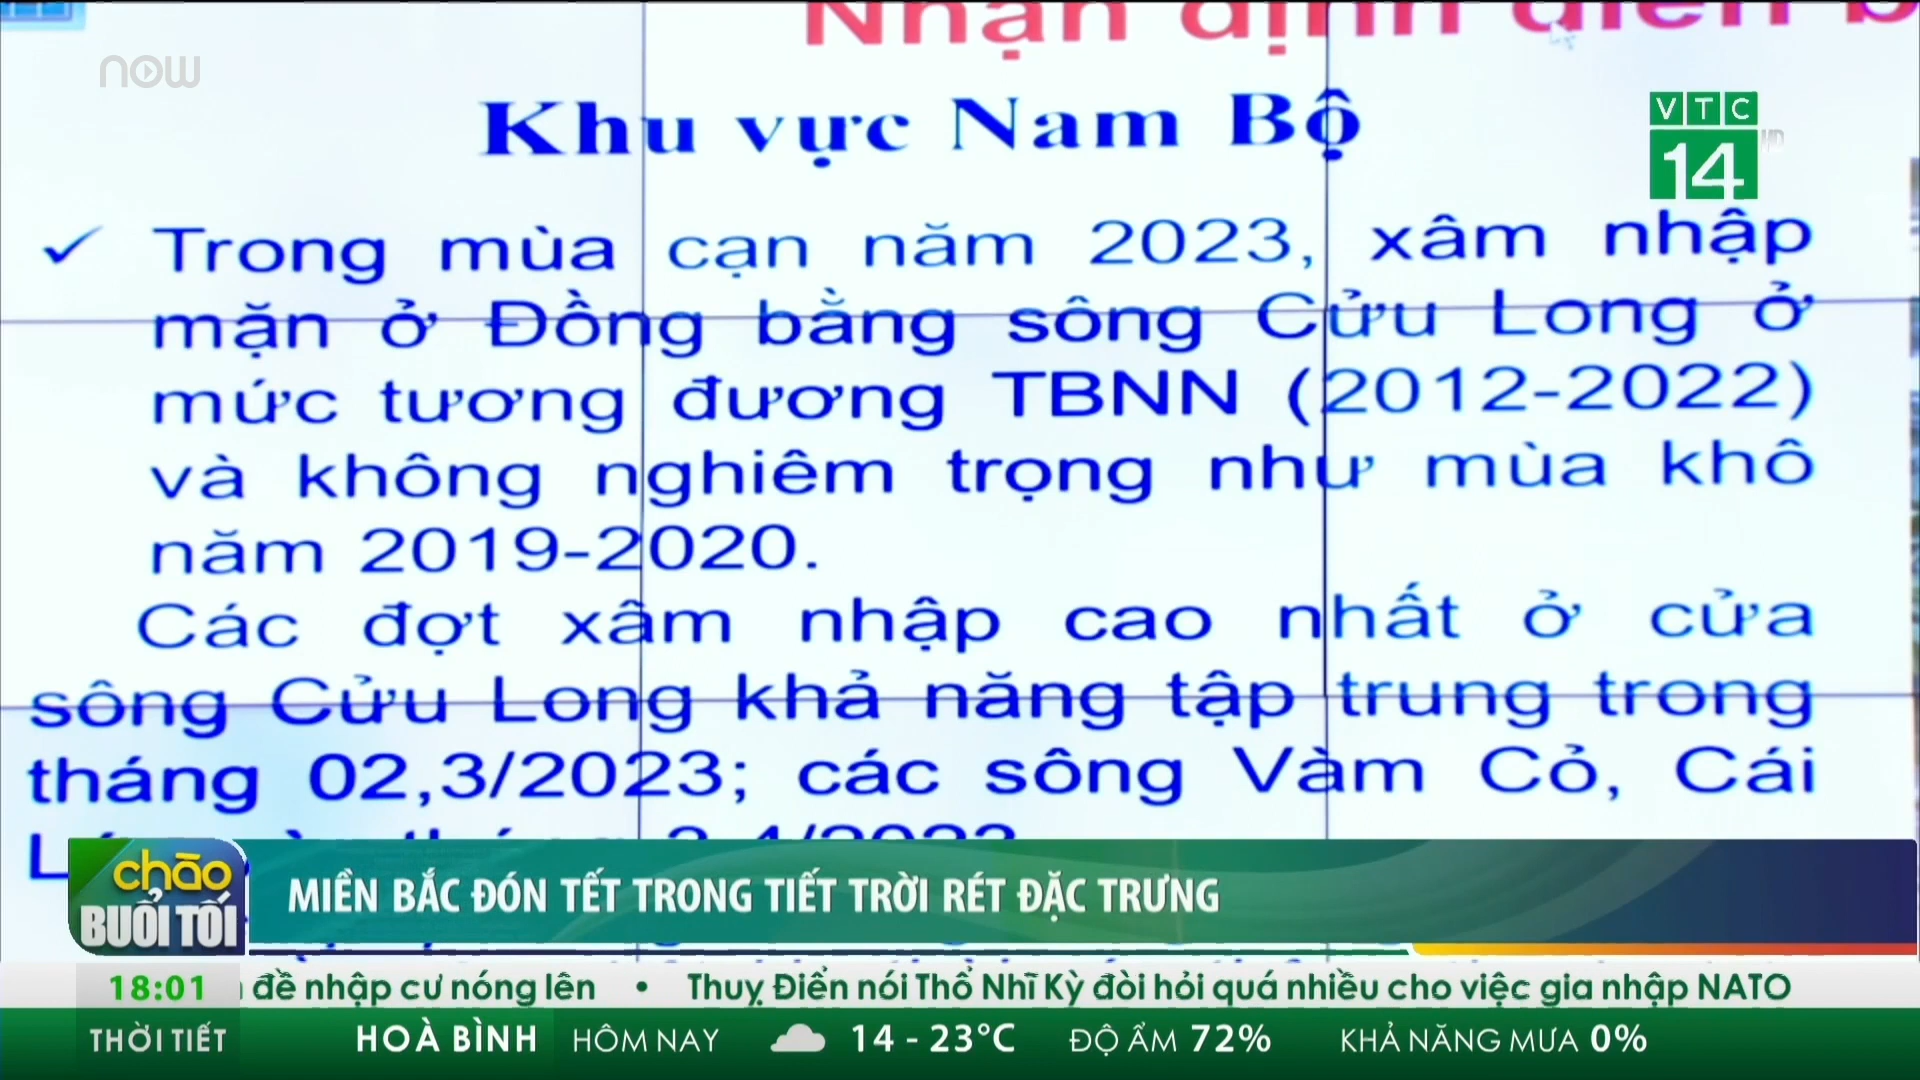 Nhận định diễn b
now
Khu vực Nam Bộ
VTC
14
HD
✓ Trong mùa cạn năm 2023, xâm nhập
mặn ở Đồng bằng sông Cửu Long ở
mức tương đương TBNN (2012-2022)
và không nghiêm trọng như mùa khô
năm 2019-2020.
Các đợt xâm nhập cao nhất ở cửa
sông Cửu Long khả năng tập trung trong
tháng 02,3/2023; các sông Vàm Cỏ, Cái
chào
BUỔI TỐI
MIỀN BẮC ĐÓN TẾT TRONG TIẾT TRỜI RÉT ĐẶC TRƯNG
18:01 đề nhập cư nóng lên • Thuỵ Điển nói Thổ Nhĩ Kỳ đòi hỏi quá nhiều cho việc gia nhập NATO
THỜI TIẾT HOÀ BÌNH HÔM NAY 14 - 23°C ĐỘ ẨM 72% KHẢ NĂNG MƯA 0%